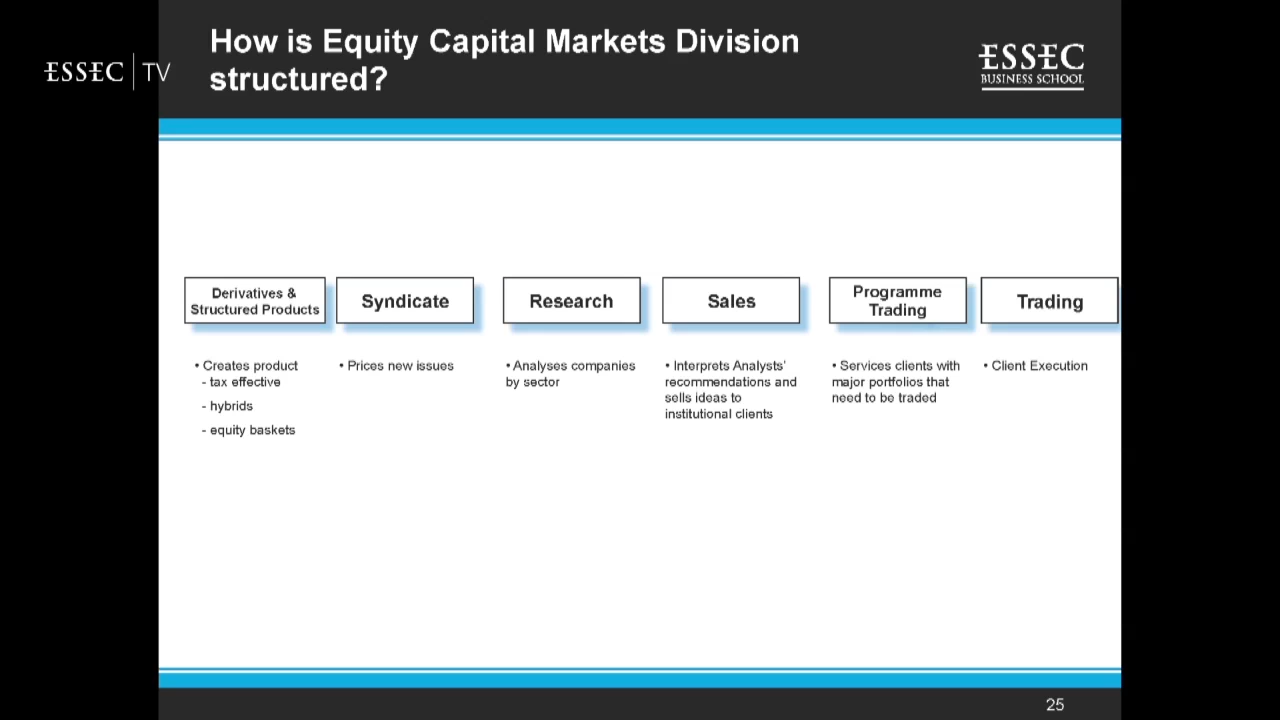 How is Equity Capital Markets Division
structured?
ESSEC | TV
ESSEC
BUSINESS SCHOOL
Derivatives &
Structured Products
Syndicate
Research
Sales
Programme
Trading
Trading
• Creates product
- tax effective
- hybrids
- equity baskets
• Prices new issues
• Analyses companies
by sector
• Interprets Analysts'
recommendations and
sells ideas to
institutional clients
• Services clients with
major portfolios that
need to be traded
• Client Execution
25